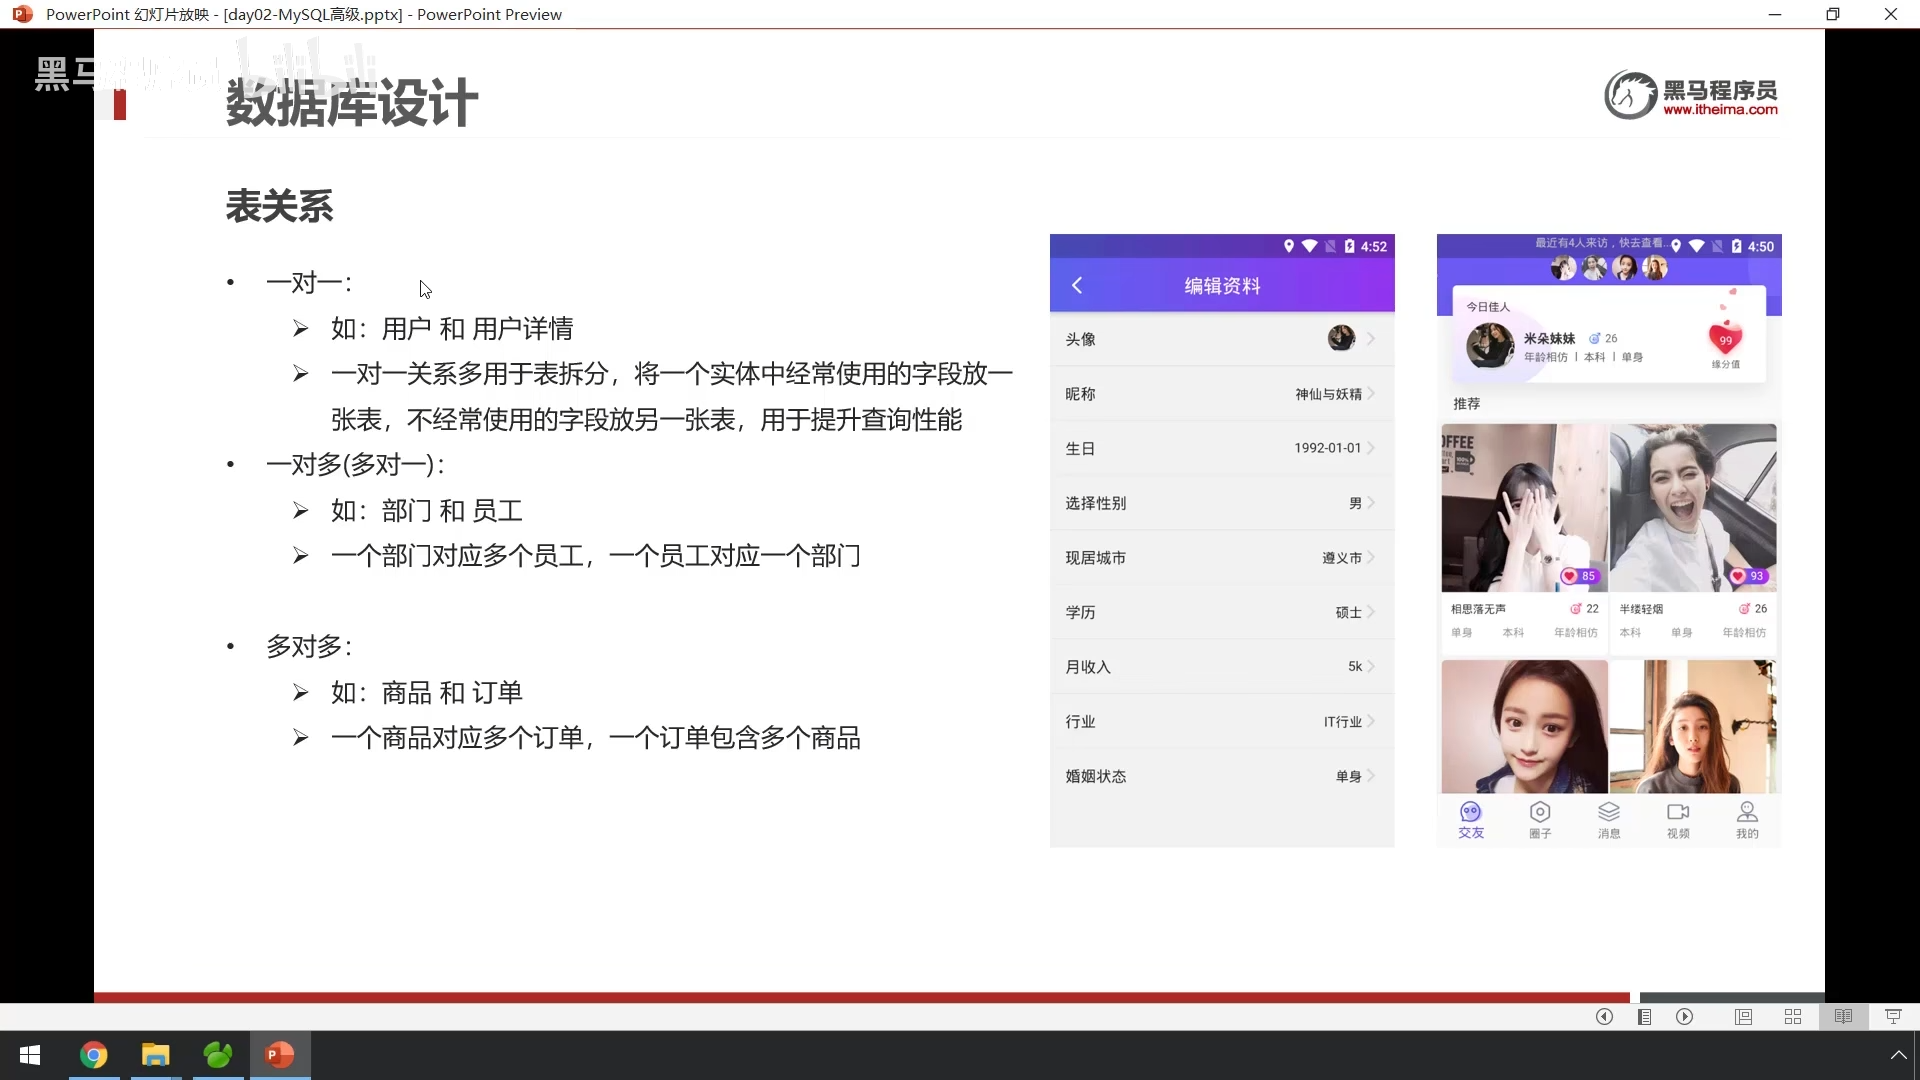 PowerPoint 幻灯片放映 - [day02-MySQL高级.pptx] - PowerPoint Preview
数据库设计
黑马程序员
www.itheima.com
表关系
• 一对一：
➢ 如：用户 和 用户详情
➢ 一对一关系多用于表拆分，将一个实体中经常使用的字段放一
张表，不经常使用的字段放另一张表，用于提升查询性能
• 一对多(多对一)：
➢ 如：部门 和 员工
➢ 一个部门对应多个员工，一个员工对应一个部门
• 多对多：
➢ 如：商品 和 订单
➢ 一个商品对应多个订单，一个订单包含多个商品
4:52
编辑资料
头像
昵称 神仙与妖精
生日 1992-01-01
选择性别 男
现居城市 遵义市
学历 硕士
月收入 5k
行业 IT行业
婚姻状态 单身
最近有4人来访，快去查看... 4:50
今日佳人
米朵妹妹 26
年龄相仿 | 本科 | 单身
99
缘分值
推荐
OFFEE
85
93
相思落无声 22
单身 本科 年龄相仿
半缕轻烟 26
本科 单身 年龄相仿
交友 圈子 消息 视频 我的